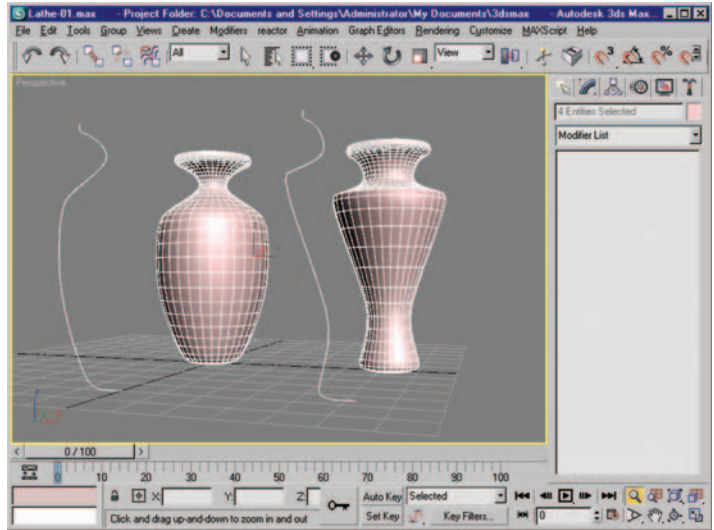 Lathe-01.max - Project Folder: C:\Documents and Settings\Administrator\My Documents\3dsmax - Autodesk 3ds Max...
File Edit Tools Group Views Create Modifiers reactor Animation Graph Editors Rendering Customize MAXScript Help
All View
Perspective
4 Entities Selected
Modifier List
0 / 100
0 10 20 30 40 50 60 70 80 90 100
X: Y: Z: Auto Key Selected
Click and drag up-and-down to zoom in and out Set Key Key Filters... 0